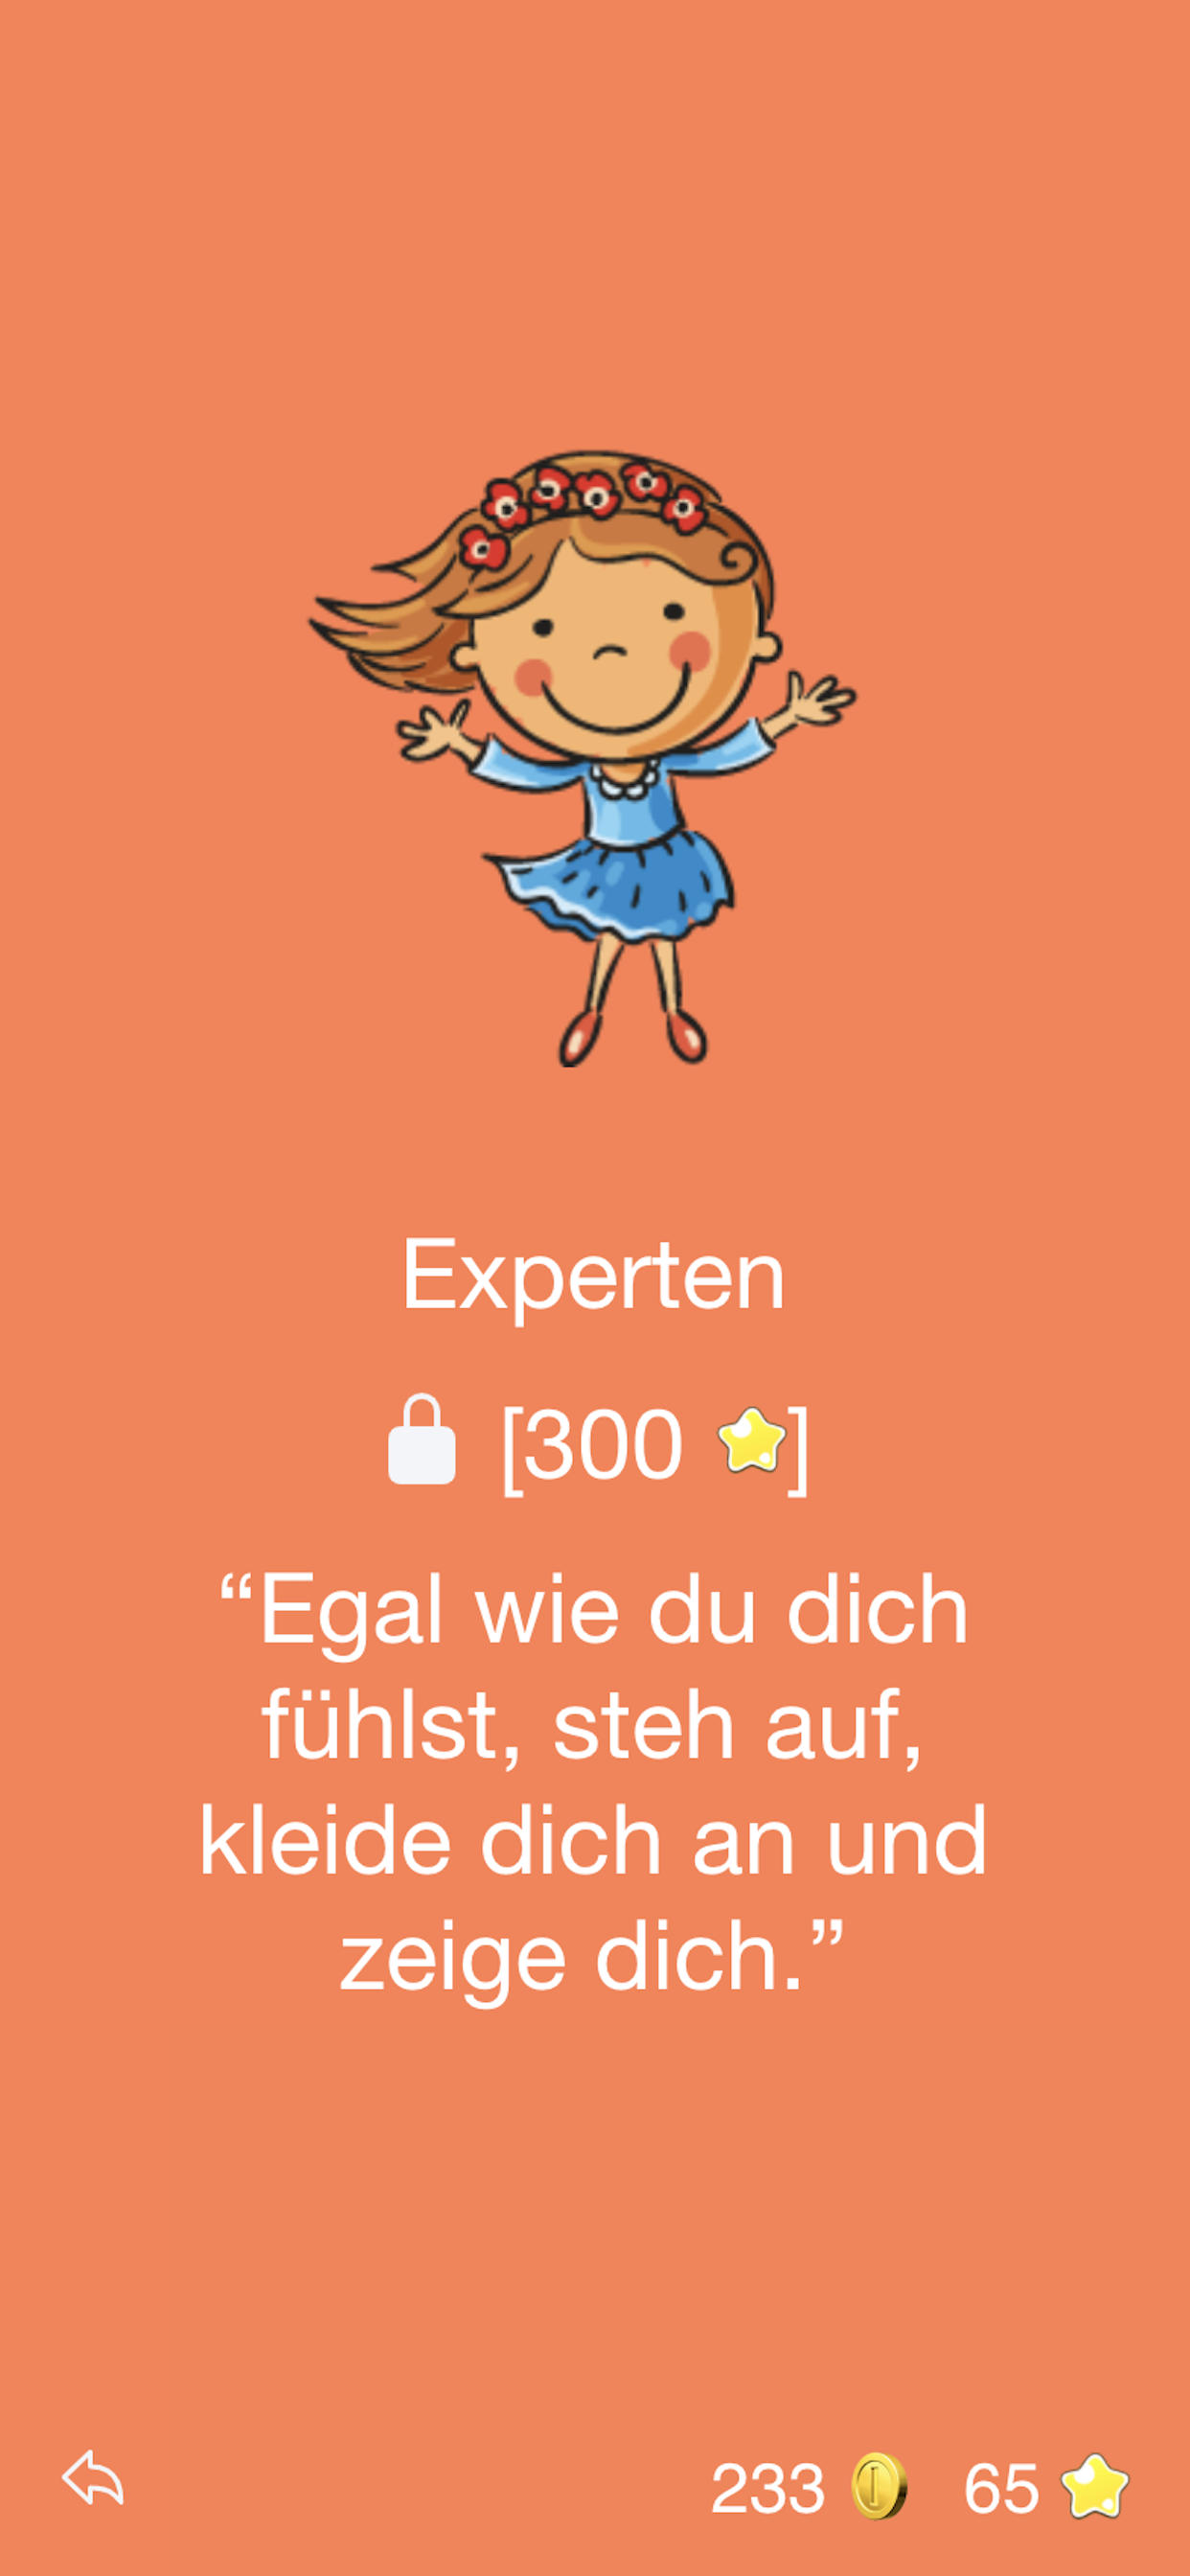 Experten
[300 ]
“Egal wie du dich
fühlst, steh auf,
kleide dich an und
zeige dich.”
233 65